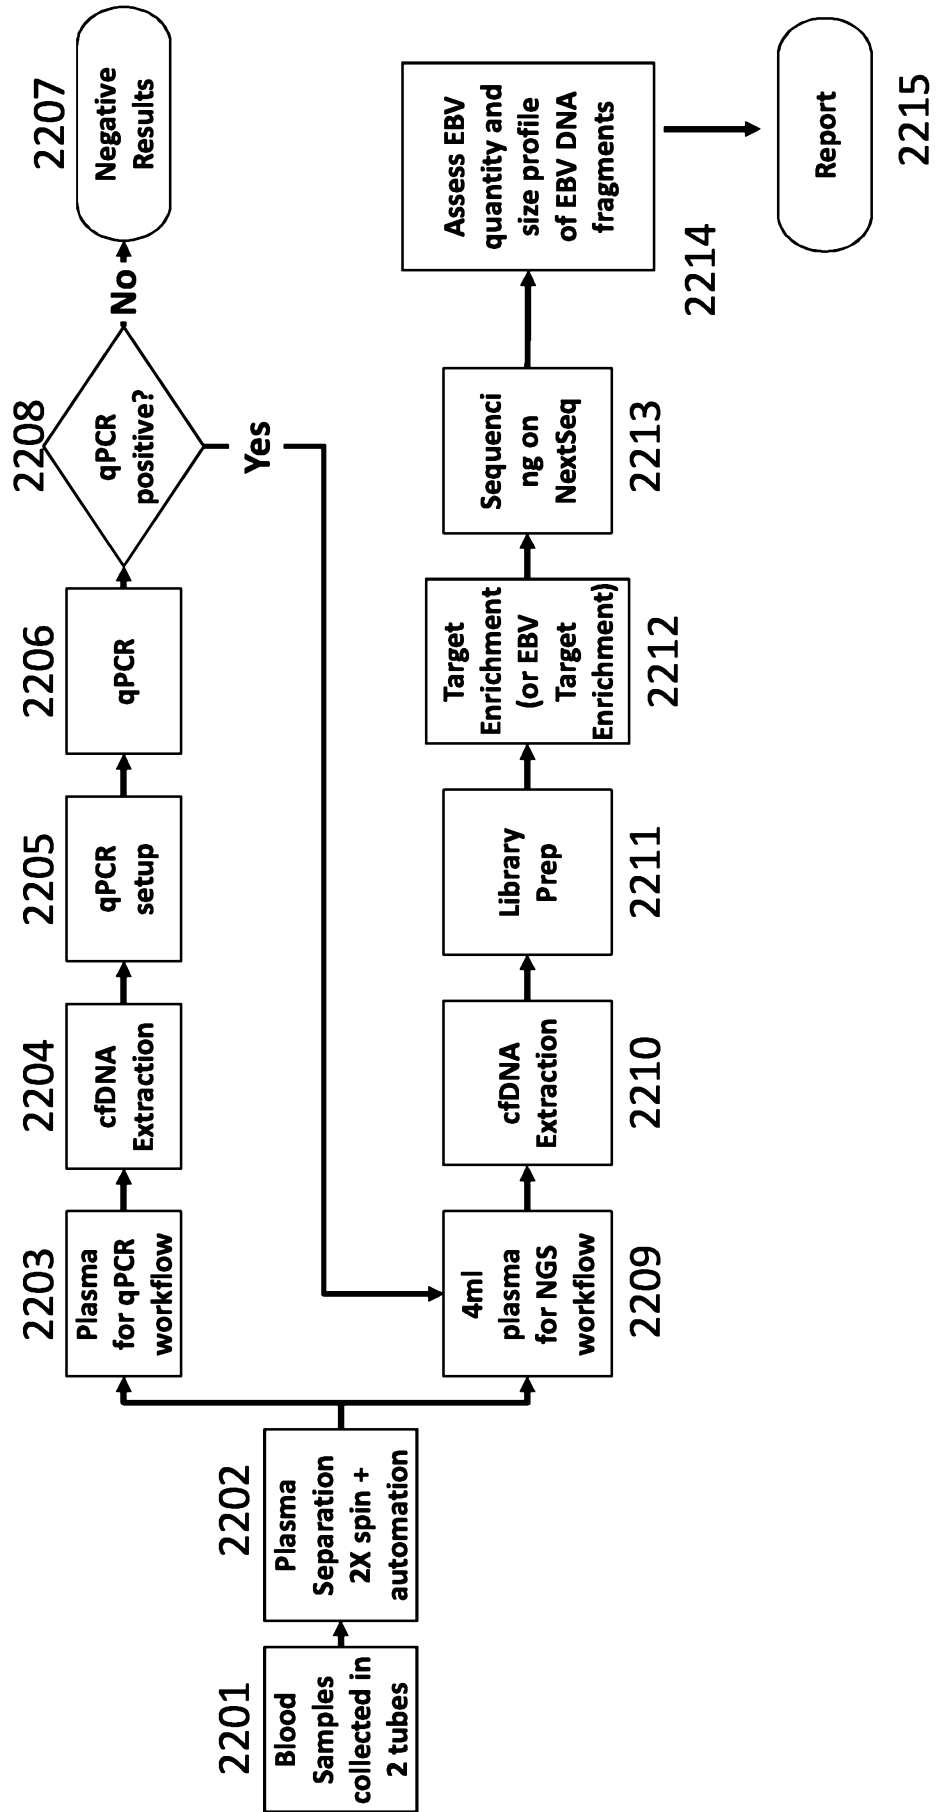 2201
Blood
Samples
collected in
2 tubes
2202
Plasma
Separation
2X spin +
automation
2203
Plasma
for qPCR
workflow
2204
cfDNA
Extraction
2205
qPCR
setup
2206
qPCR
2208
qPCR
positive?
No
2207
Negative
Results
Yes
4ml
plasma
for NGS
workflow
2209
cfDNA
Extraction
2210
Library
Prep
2211
Target
Enrichment
(or EBV
Target
Enrichment)
2212
Sequenci
ng on
NextSeq
2213
Assess EBV
quantity and
size profile
of EBV DNA
fragments
2214
Report
2215